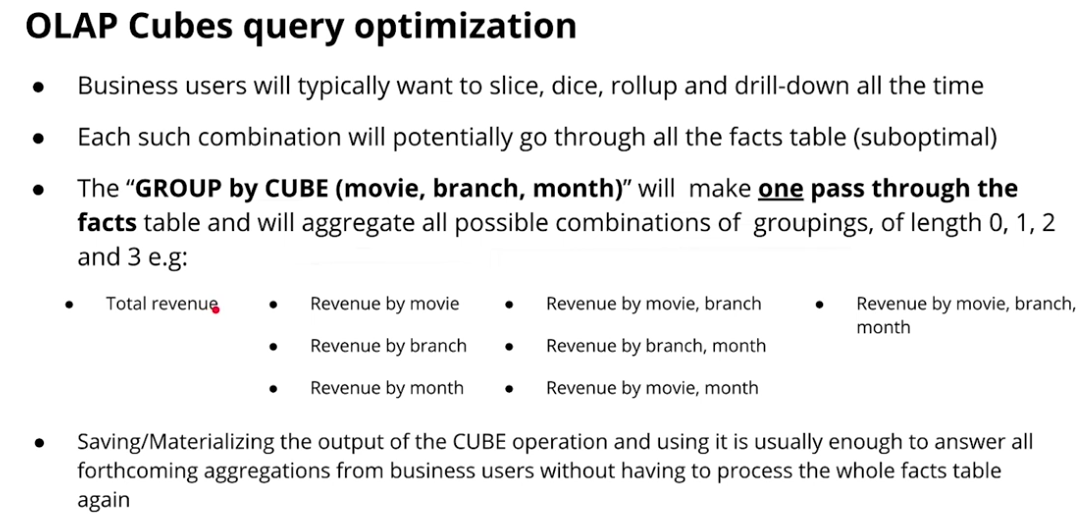 OLAP Cubes query optimization
● Business users will typically want to slice, dice, rollup and drill-down all the time
● Each such combination will potentially go through all the facts table (suboptimal)
● The “GROUP by CUBE (movie, branch, month)” will make one pass through the
facts table and will aggregate all possible combinations of groupings, of length 0, 1, 2
and 3 e.g:
● Total revenue
● Revenue by movie
● Revenue by branch
● Revenue by month
● Revenue by movie, branch
● Revenue by branch, month
● Revenue by movie, month
● Revenue by movie, branch,
month
● Saving/Materializing the output of the CUBE operation and using it is usually enough to answer all
forthcoming aggregations from business users without having to process the whole facts table
again